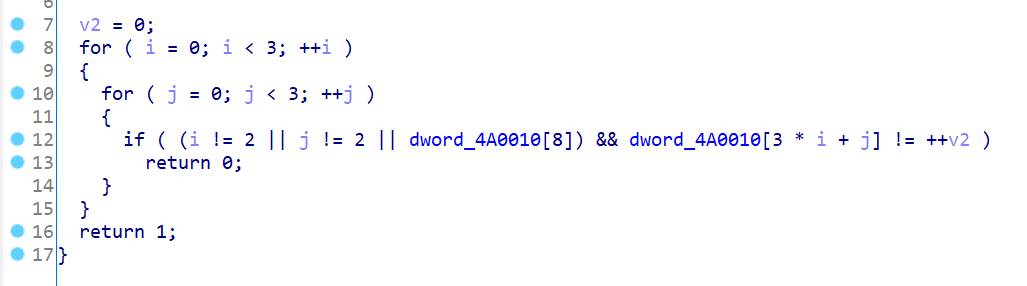 6
7 v2 = 0;
8 for ( i = 0; i < 3; ++i )
9 {
10 for ( j = 0; j < 3; ++j )
11 {
12 if ( (i != 2 || j != 2 || dword_4A0010[8]) && dword_4A0010[3 * i + j] != ++v2 )
13 return 0;
14 }
15 }
16 return 1;
17 }